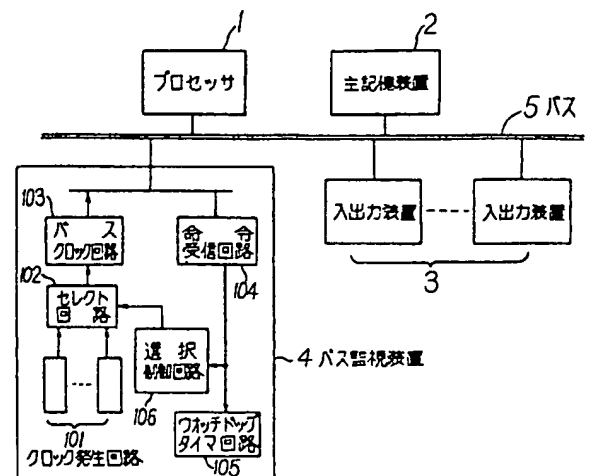 1
2
プロセッサ
主記憶装置
5 バス
103
バス
クロック回路
命令
受信回路
104
入出力装置
入出力装置
3
102
セレクト
回路
選択
制御回路
106
4 バス監視装置
101
クロック発生回路
ウオッチドッグ
タイマ回路
105